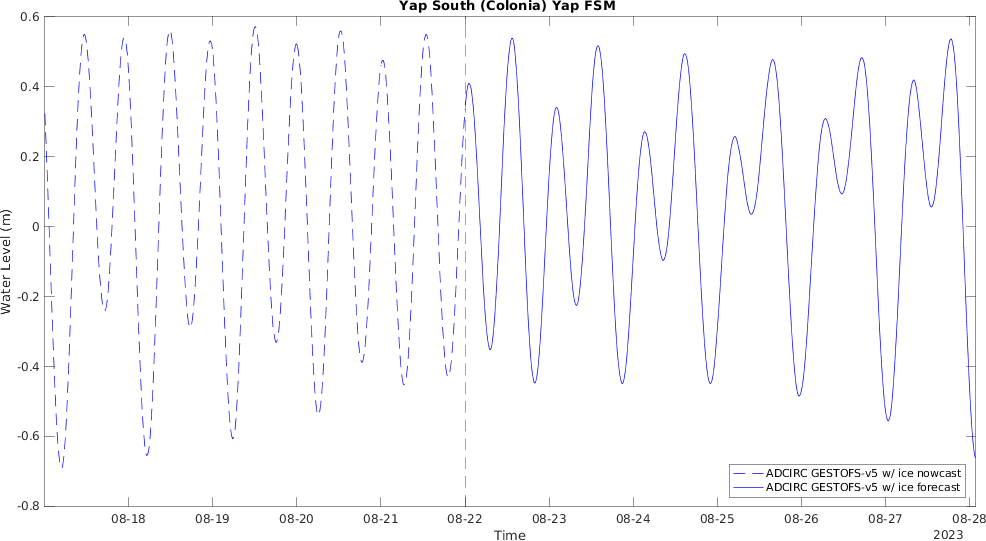 Yap South (Colonia) Yap FSM
Water Level (m)
0.6
0.4
0.2
0
-0.2
-0.4
-0.6
-0.8
08-18 08-19 08-20 08-21 08-22 08-23 08-24 08-25 08-26 08-27 08-28
Time
2023
ADCIRC GESTOFS-v5 w/ ice nowcast
ADCIRC GESTOFS-v5 w/ ice forecast